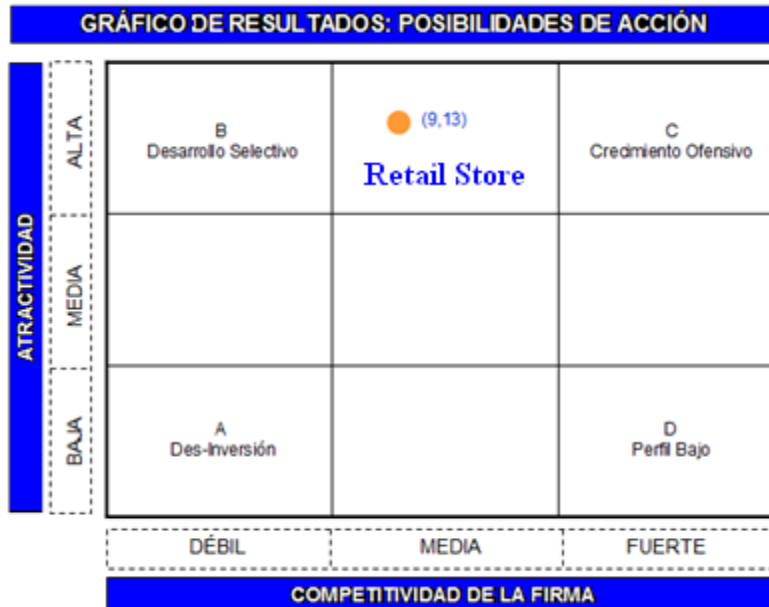 GRÁFICO DE RESULTADOS: POSIBILIDADES DE ACCIÓN
ATRACTIVIDAD
ALTA
MEDIA
BAJA
B
Desarrollo Selectivo
(9,13)
Retail Store
C
Crecimiento Ofensivo
A
Des-Inversión
D
Perfil Bajo
DÉBIL
MEDIA
FUERTE
COMPETITIVIDAD DE LA FIRMA